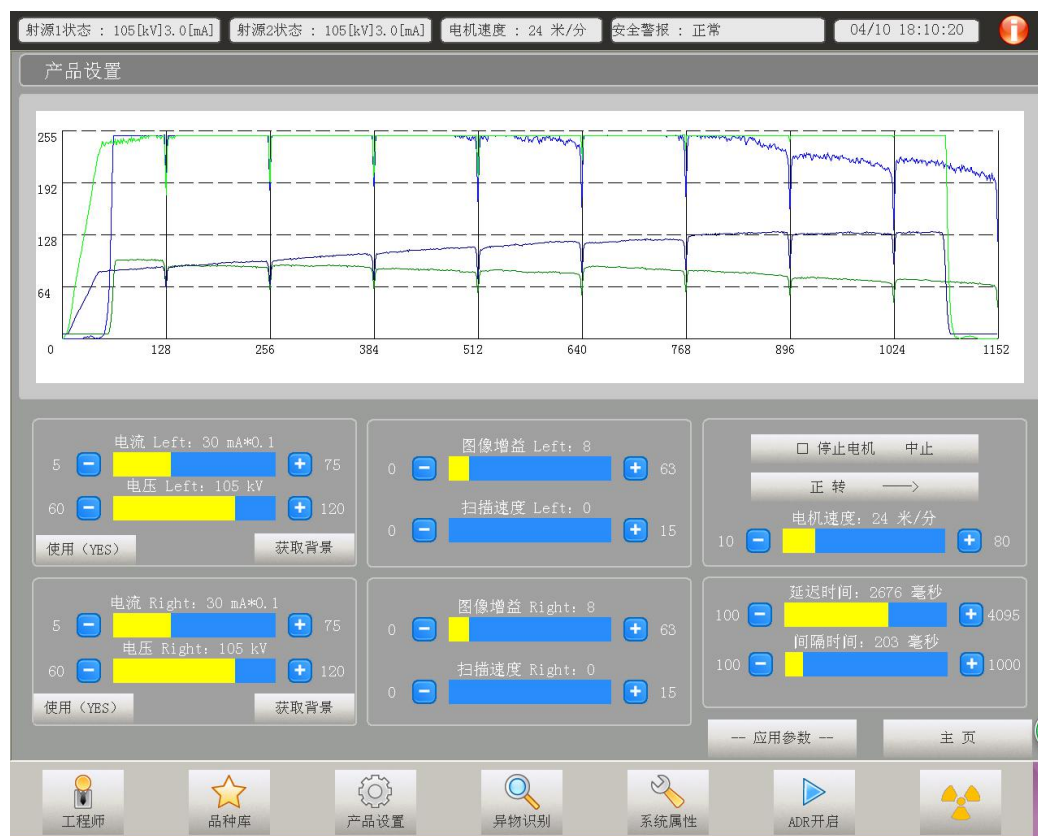 射源1状态 : 105[kV]3.0[mA] 射源2状态 : 105[kV]3.0[mA] 电机速度 : 24 米/分 安全警报 : 正常 04/10 18:10:20
产品设置
255
192
128
64
0 128 256 384 512 640 768 896 1024 1152
电流 Left: 30 mA*0.1
5 75
电压 Left: 105 kV
60 120
使用（YES） 获取背景
图像增益 Left: 8
0 63
扫描速度 Left: 0
0 15
停止电机 中止
正 转 ——>
电机速度: 24 米/分
10 80
电流 Right: 30 mA*0.1
5 75
电压 Right: 105 kV
60 120
使用（YES） 获取背景
图像增益 Right: 8
0 63
扫描速度 Right: 0
0 15
延迟时间: 2676 毫秒
100 4095
间隔时间: 203 毫秒
100 1000
-- 应用参数 -- 主 页
工程师 品种库 产品设置 异物识别 系统属性 ADR开启